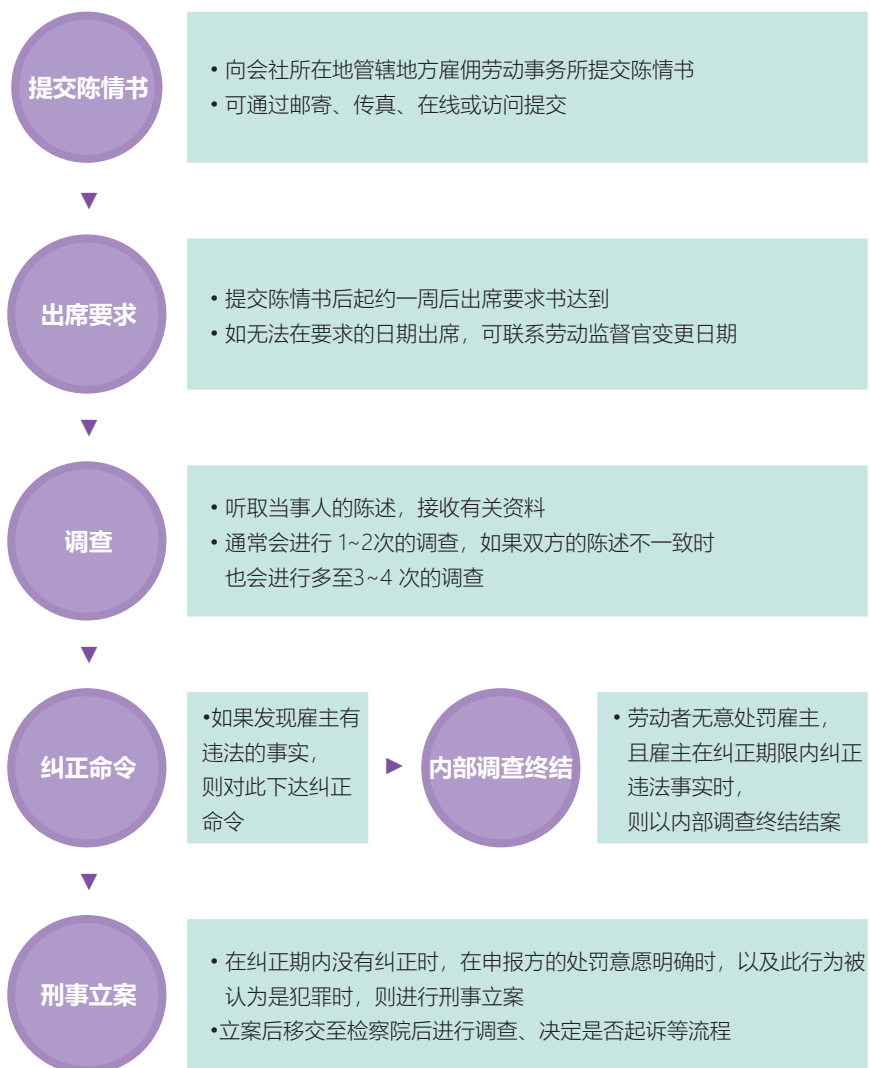 提交陈情书
• 向会社所在地管辖地方雇佣劳动事务所提交陈情书
• 可通过邮寄、传真、在线或访问提交
出席要求
• 提交陈情书后起约一周后出席要求书达到
• 如无法在要求的日期出席，可联系劳动监督官变更日期
调查
• 听取当事人的陈述，接收有关资料
• 通常会进行 1~2次的调查，如果双方的陈述不一致时
也会进行多至3~4 次的调查
纠正命令
•如果发现雇主有
违法的事实，
则对此下达纠正
命令
内部调查终结
• 劳动者无意处罚雇主，
且雇主在纠正期限内纠正
违法事实时，
则以内部调查终结结案
刑事立案
• 在纠正期内没有纠正时，在申报方的处罚意愿明确时，以及此行为被
认为是犯罪时，则进行刑事立案
•立案后移交至检察院后进行调查、决定是否起诉等流程